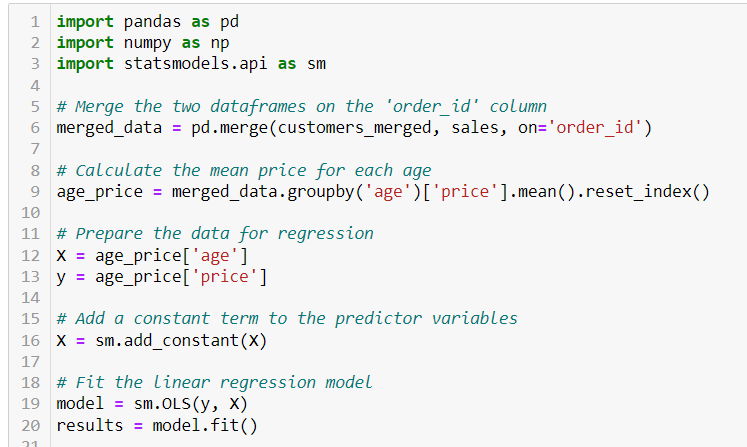 1 import pandas as pd
2 import numpy as np
3 import statsmodels.api as sm
4
5 # Merge the two dataframes on the 'order_id' column
6 merged_data = pd.merge(customers_merged, sales, on='order_id')
7
8 # Calculate the mean price for each age
9 age_price = merged_data.groupby('age')['price'].mean().reset_index()
10
11 # Prepare the data for regression
12 X = age_price['age']
13 y = age_price['price']
14
15 # Add a constant term to the predictor variables
16 X = sm.add_constant(X)
17
18 # Fit the linear regression model
19 model = sm.OLS(y, X)
20 results = model.fit()
21